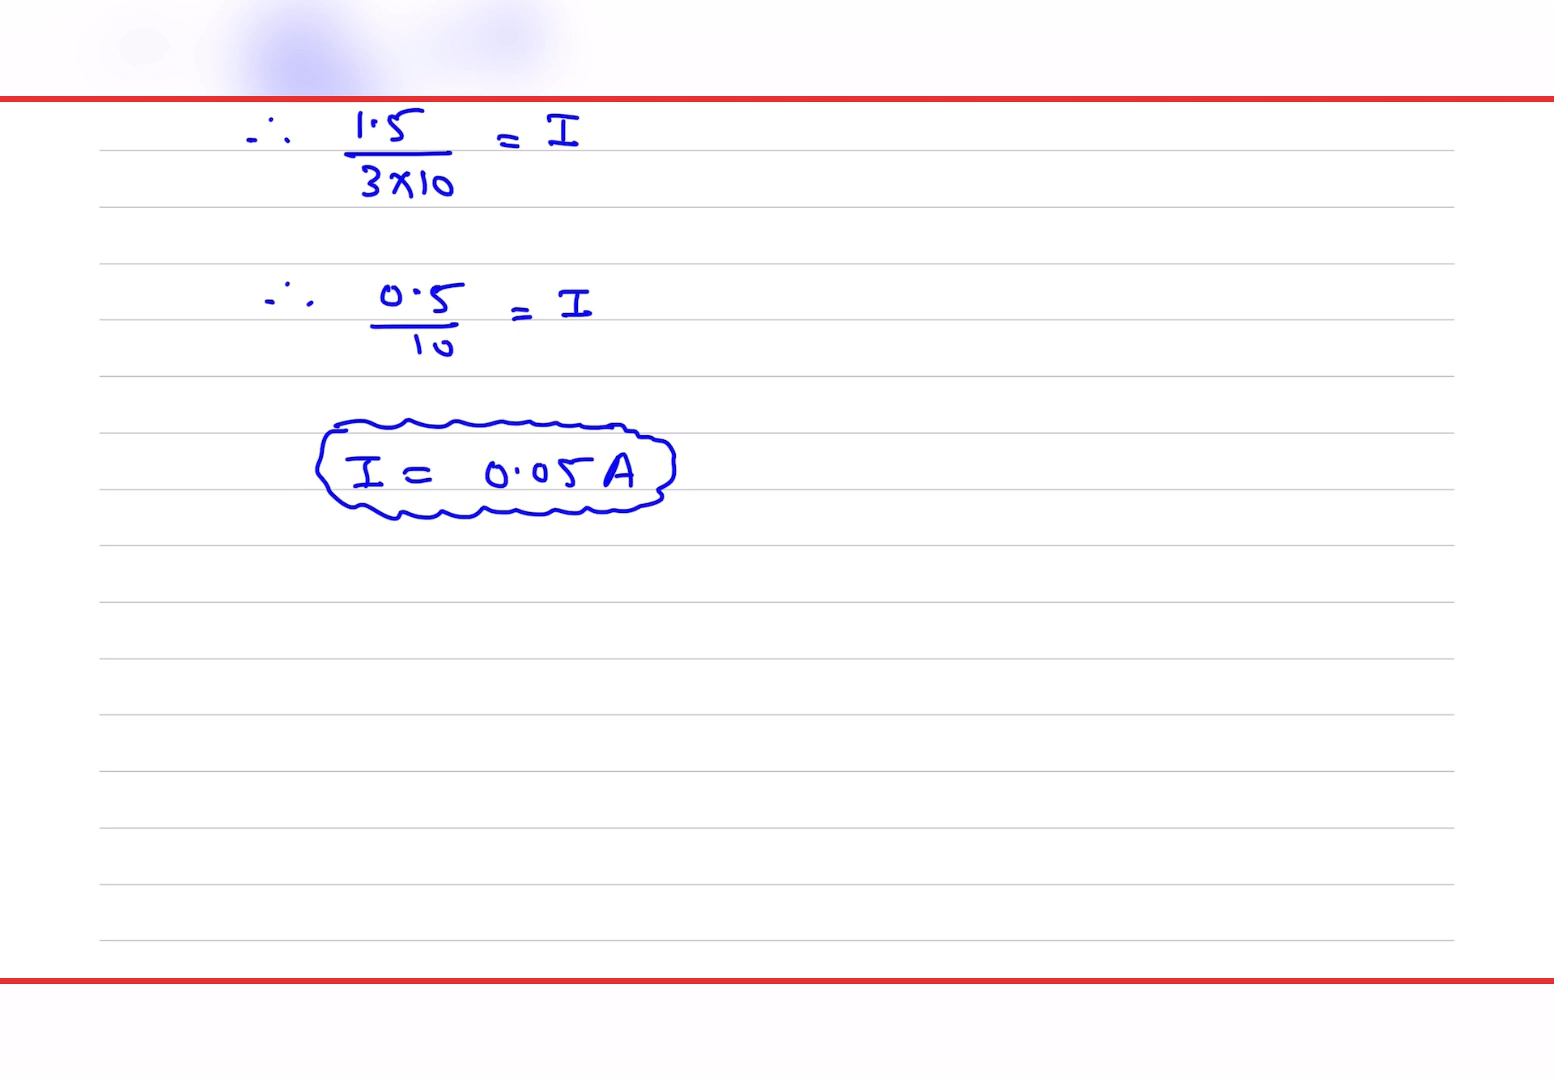 ∴ 1.5 / 3×10 = I
∴ 0.5 / 10 = I
I = 0.05 A